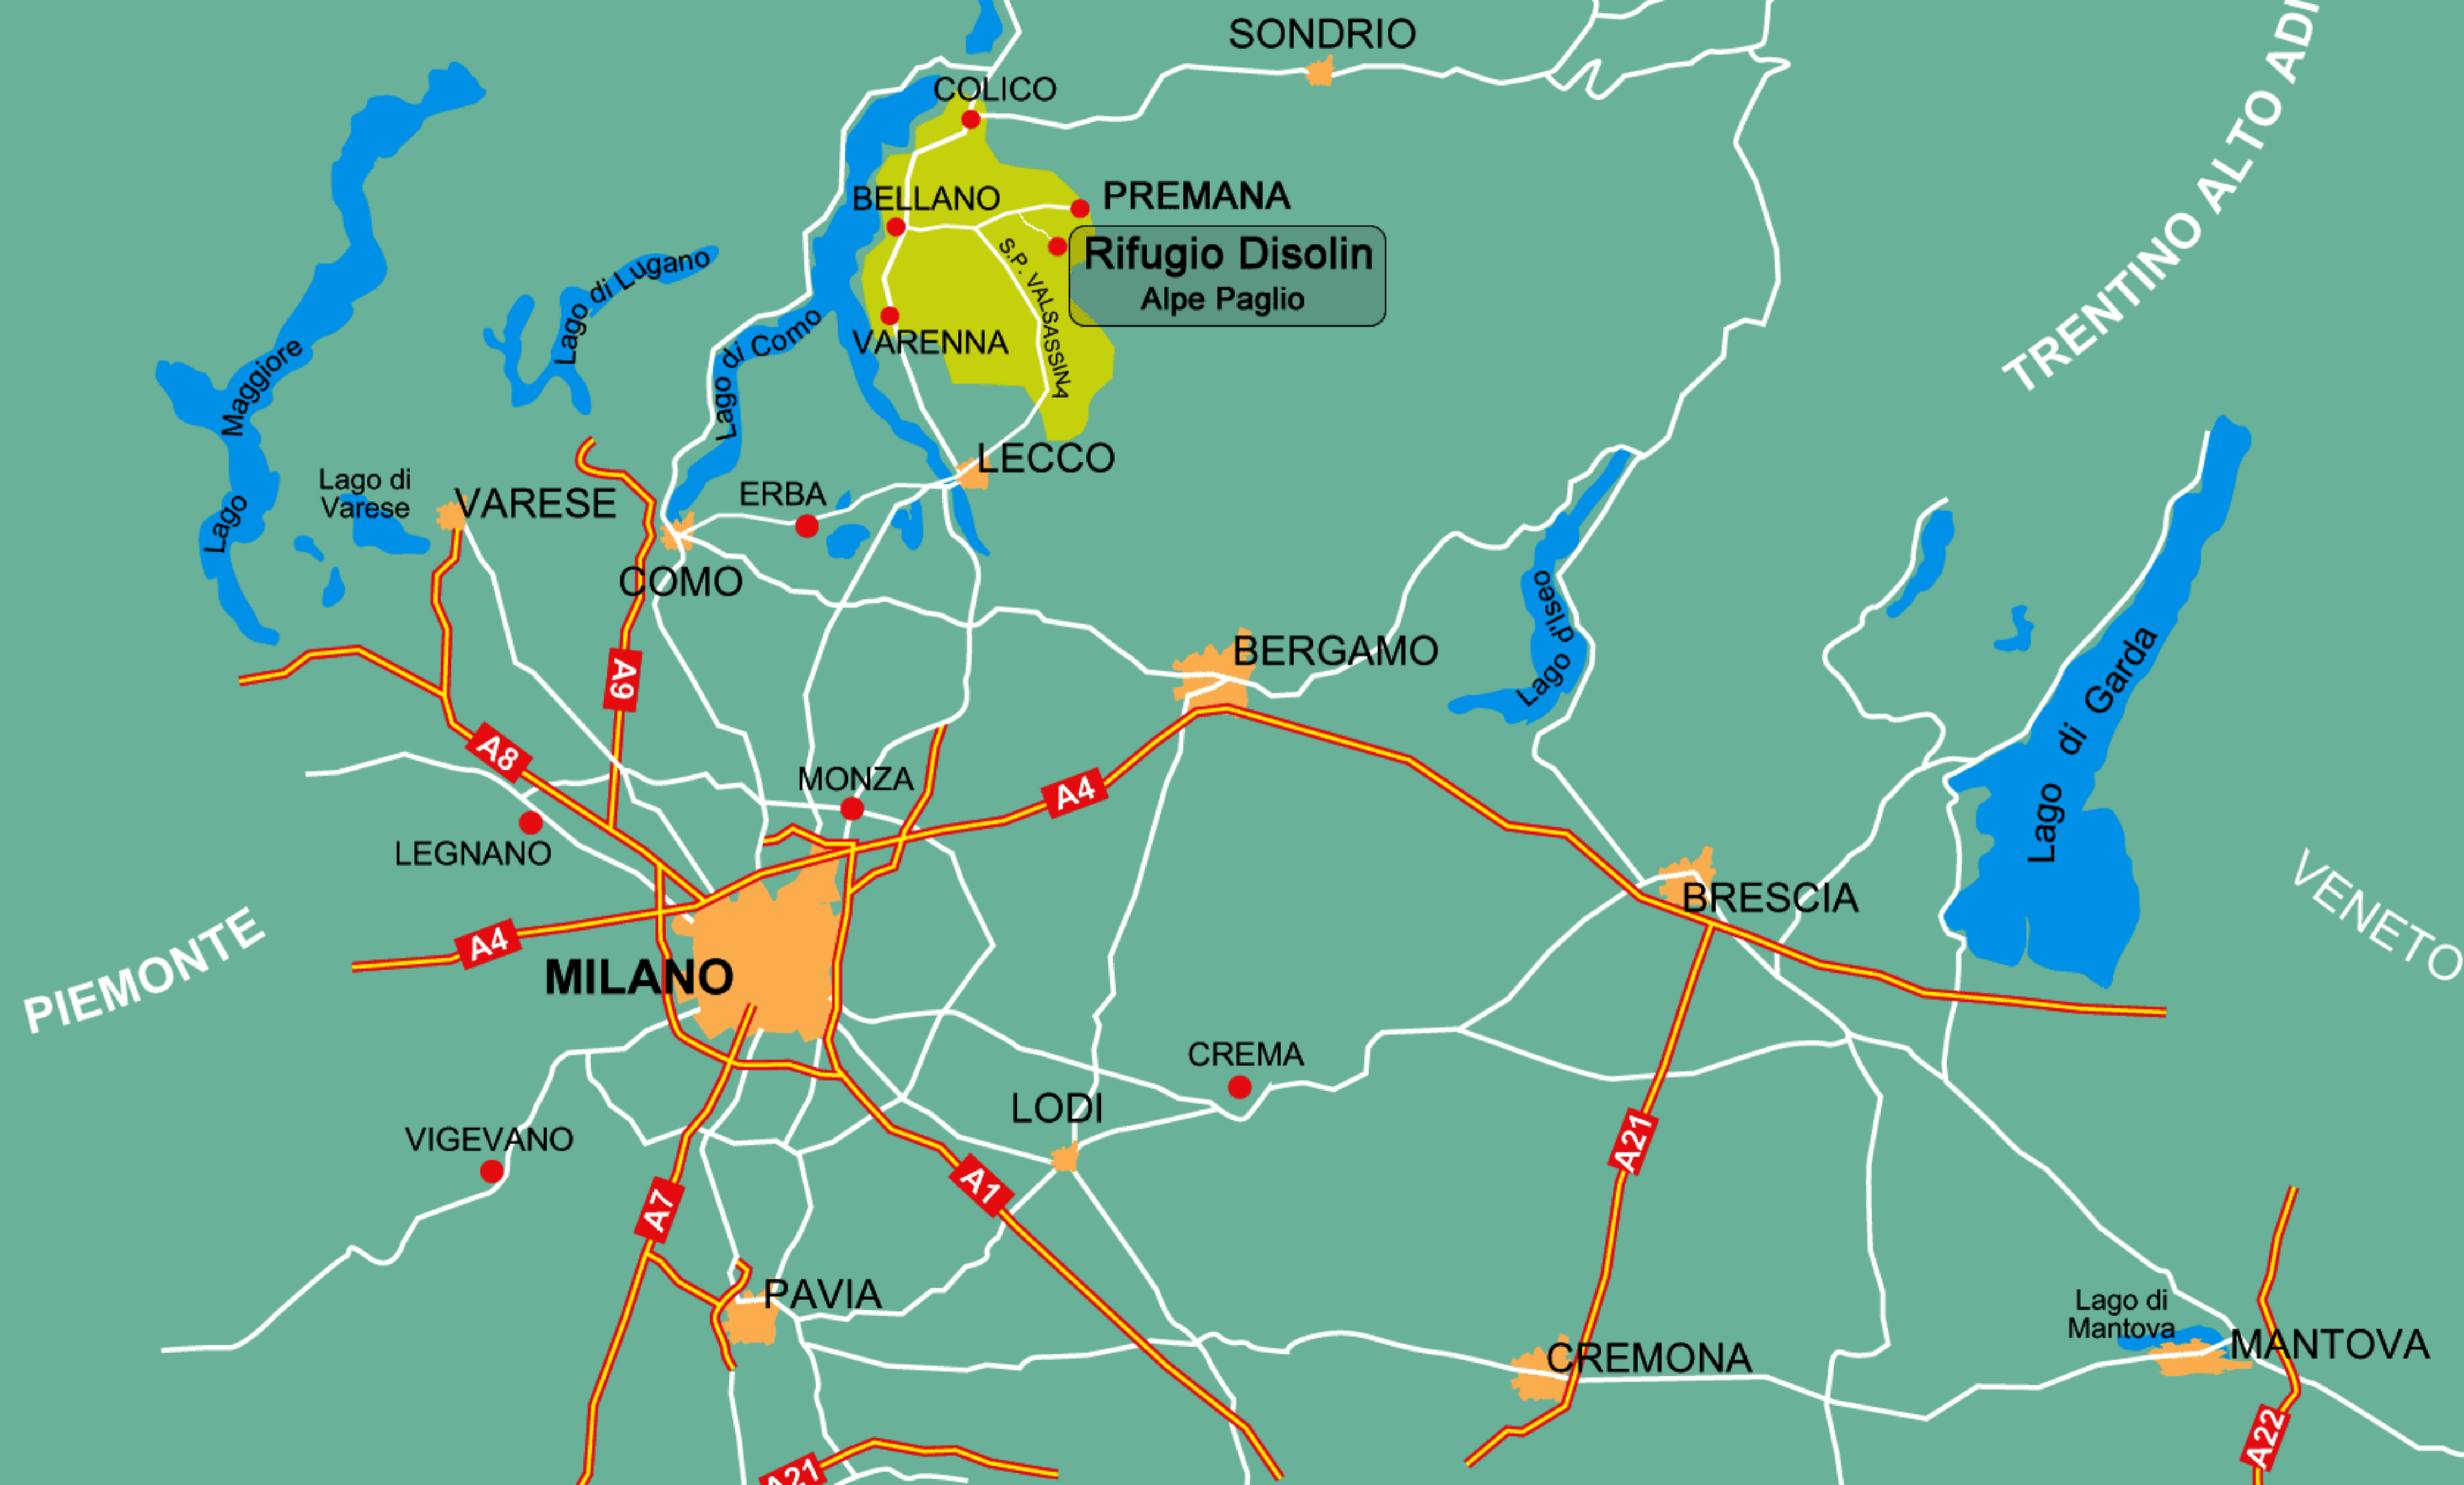 SONDRIO
TRENTINO ALTO ADI
COLICO
BELLANO
PREMANA
Rifugio Disolin
Alpe Paglio
S.P. VALSASSINA
Lago di Lugano
Lago di Como
VARENNA
Lago Maggiore
LECCO
Lago di
Varese
VARESE
ERBA
COMO
BERGAMO
Lago d'iseo
Lago di Garda
A9
A8
MONZA
A4
LEGNANO
BRESCIA
VENETO
PIEMONTE
A4
MILANO
CREMA
LODI
VIGEVANO
A21
A7
A1
PAVIA
Lago di
Mantova
MANTOVA
CREMONA
A22
A21